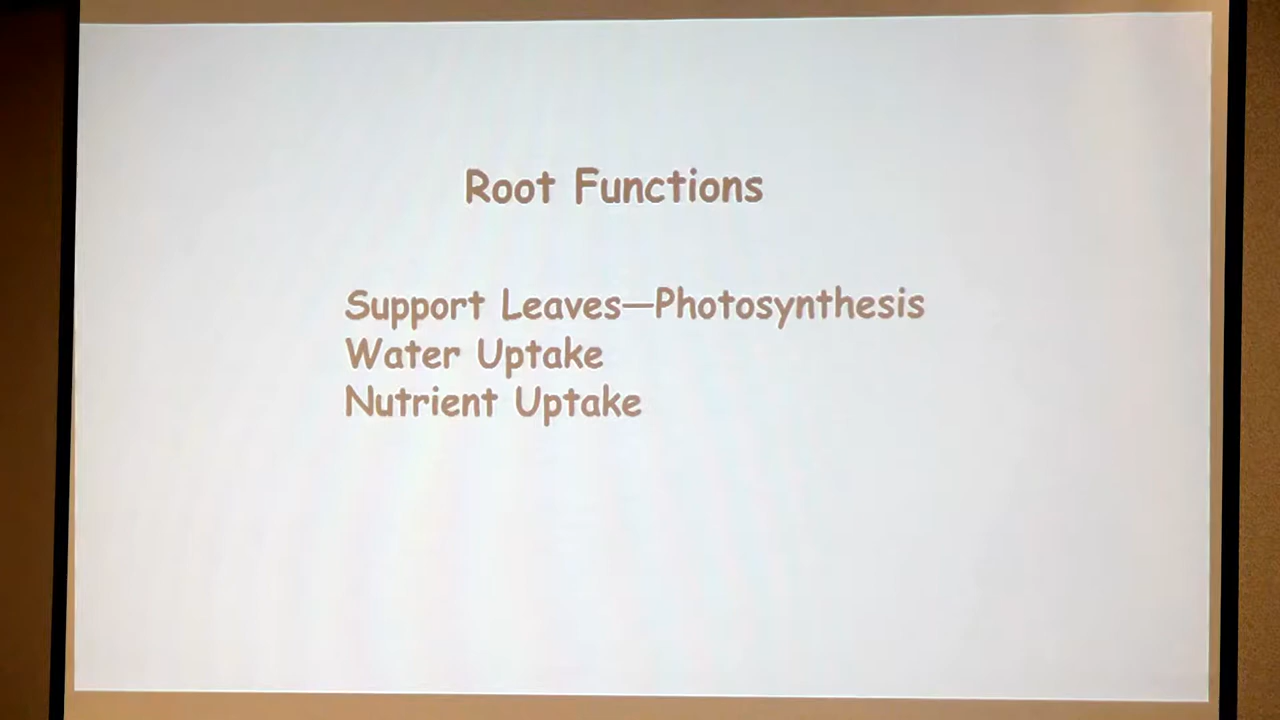 Root Functions
Support Leaves—Photosynthesis
Water Uptake
Nutrient Uptake